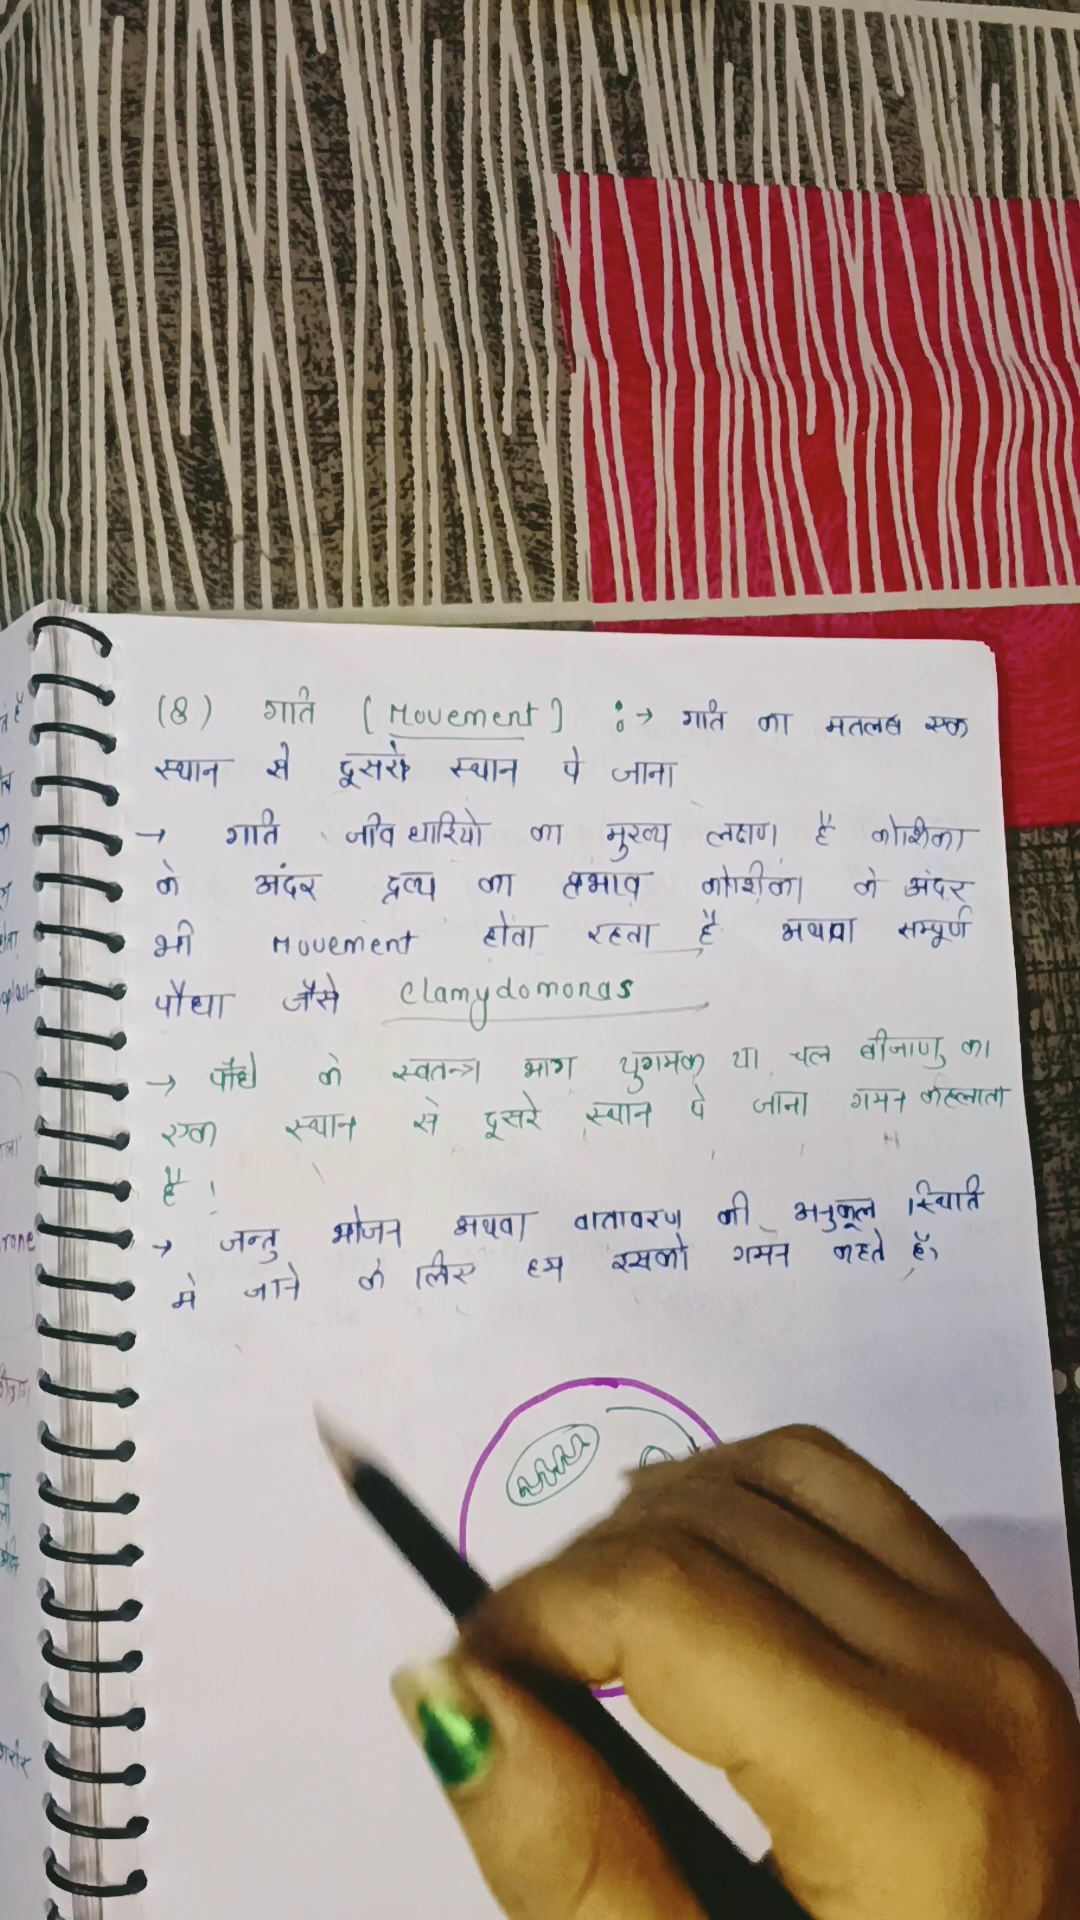 (8) गति [Movement] :→ गति का मतलब एक
स्थान से दूसरे स्थान पे जाना
→ गति जीवधारियो का मुख्य लक्षण है कोशिका
के अंदर द्रव्य का प्रभाव कोशिका के अंदर
भी Movement होता रहता है अथवा सम्पूर्ण
पौधा जैसे Clamydomonas
→ पौधे के स्वतन्त्र भाग युगमक या चल बीजाणु का
एक स्थान से दूसरे स्थान पे जाना गमन कहलाता
है ।
→ जन्तु भोजन अथवा वातावरण की अनुकूल स्थिति
मे जाने के लिए हम इसको गमन कहते है,